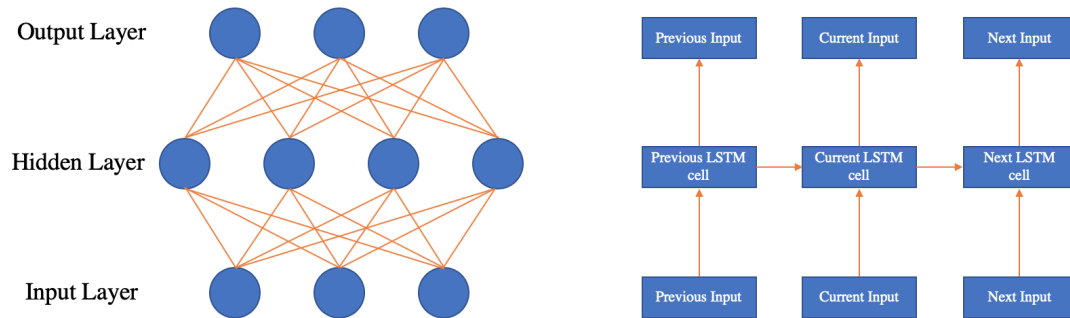 Output Layer
Hidden Layer
Input Layer
Previous Input
Current Input
Next Input
Previous LSTM
cell
Current LSTM
cell
Next LSTM
cell
Previous Input
Current Input
Next Input